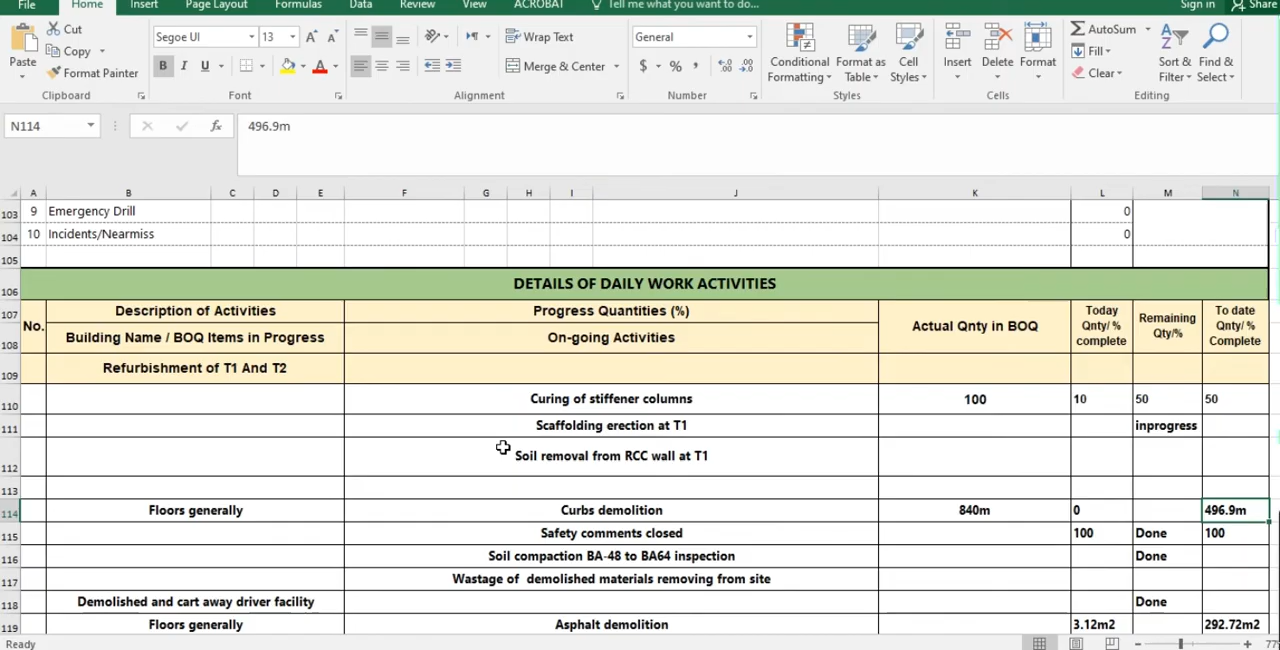 File Home Insert Page Layout Formulas Data Review View ACROBAT Tell me what you want to do... Sign in Share
Cut
Copy
Format Painter
Paste
Segoe UI 13
B I U
Wrap Text
Merge & Center
General
$ % ,
Conditional Formatting
Format as Table
Cell Styles
Insert
Delete
Format
AutoSum
Fill
Clear
Sort & Filter
Find & Select
Clipboard Font Alignment Number Styles Cells Editing
N114 fx 496.9m
A B C D E F G H I J K L M N
103 9 Emergency Drill 0
104 10 Incidents/Nearmiss 0
105
106 DETAILS OF DAILY WORK ACTIVITIES
107 Description of Activities Progress Quantities (%)
No. Actual Qnty in BOQ Today Qnty/ % complete Remaining Qty/% To date Qnty/ % Complete
108 Building Name / BOQ Items in Progress On-going Activities
109 Refurbishment of T1 And T2
110 Curing of stiffener columns 100 10 50 50
111 Scaffolding erection at T1 inprogress
112 Soil removal from RCC wall at T1
113
114 Floors generally Curbs demolition 840m 0 496.9m
115 Safety comments closed 100 Done 100
116 Soil compaction BA-48 to BA64 inspection Done
117 Wastage of demolished materials removing from site
118 Demolished and cart away driver facility Done
119 Floors generally Asphalt demolition 3.12m2 292.72m2
Ready